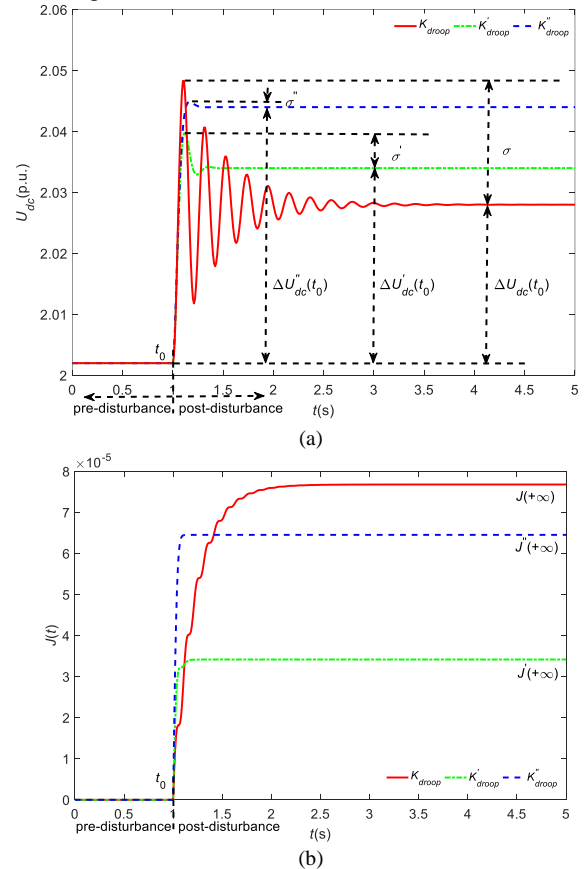 2.06
2.05
2.04
2.03
2.02
2.01
2
U_dc(p.u.)
K_droop K'_droop K''_droop
σ''
σ'
σ
ΔU''_dc(t_0) ΔU'_dc(t_0) ΔU_dc(t_0)
t_0
0 0.5 1 1.5 2 2.5 3 3.5 4 4.5 5
pre-disturbance post-disturbance t(s)
(a)
×10^-5
8
7
6
5
4
3
2
1
0
J(t)
J(+∞)
J''(+∞)
J'(+∞)
t_0
K_droop K'_droop K''_droop
0 0.5 1 1.5 2 2.5 3 3.5 4 4.5 5
pre-disturbance post-disturbance t(s)
(b)